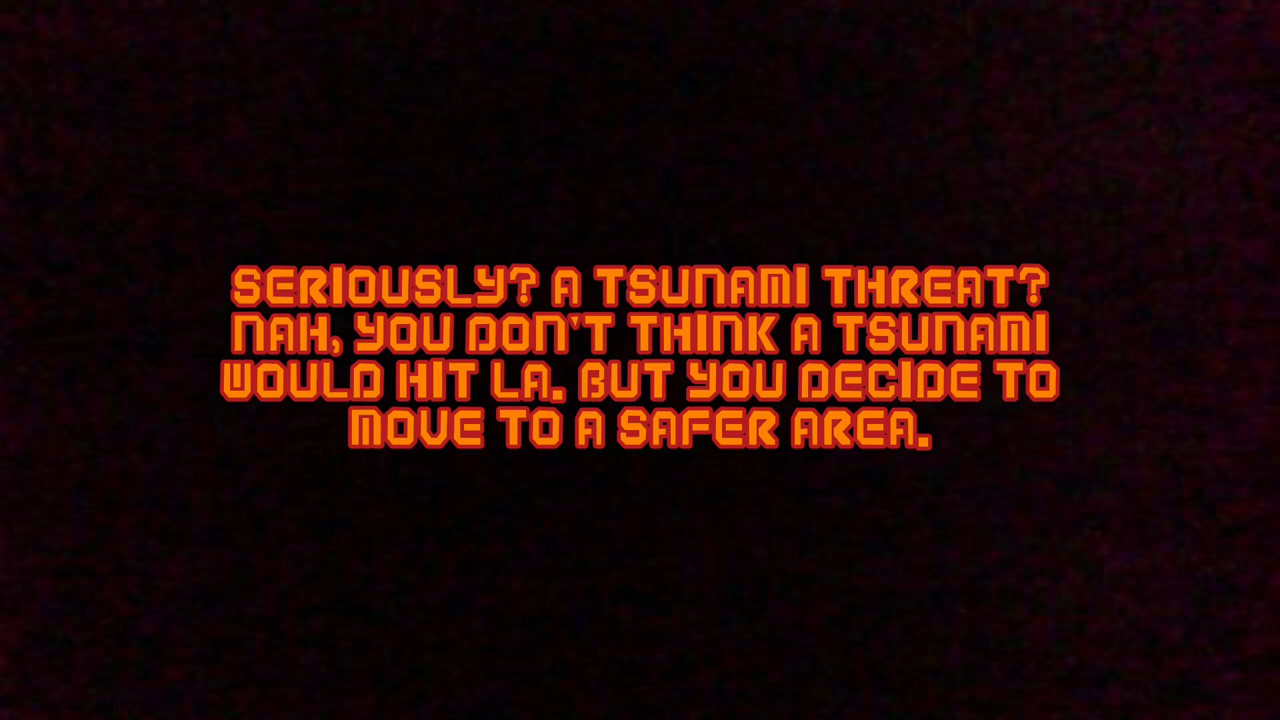 SERIOUSLY? A TSUNAMI THREAT?
NAH, YOU DON'T THINK A TSUNAMI
WOULD HIT LA. BUT YOU DECIDE TO
MOVE TO A SAFER AREA.